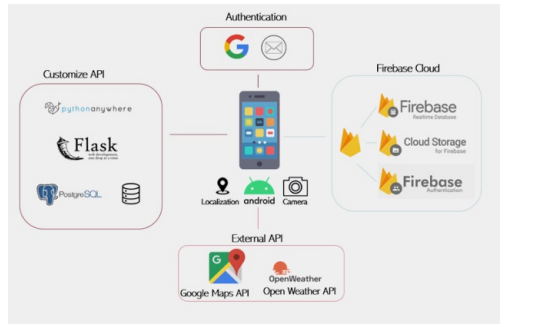 Authentication
Customize API
Firebase Cloud
pythonanywhere
Flask
web development,
one drop at a time
PostgreSQL
Firebase
Realtime Database
Cloud Storage
for Firebase
Firebase
Authentication
Localization
android
Camera
External API
G
Google Maps API
OpenWeather
Open Weather API